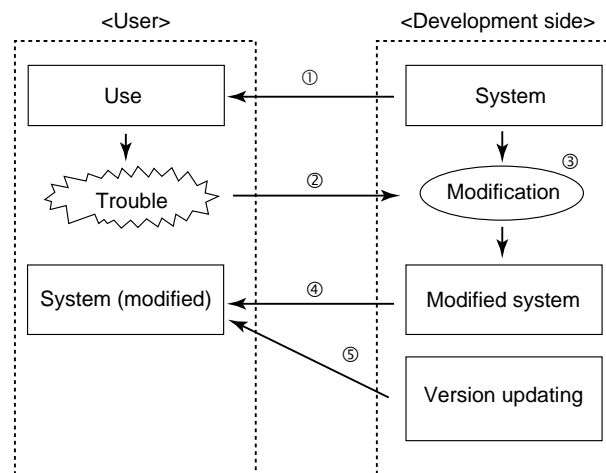 <User>
<Development side>
Use
①
System
Trouble
②
Modification
③
System (modified)
④
Modified system
⑤
Version updating